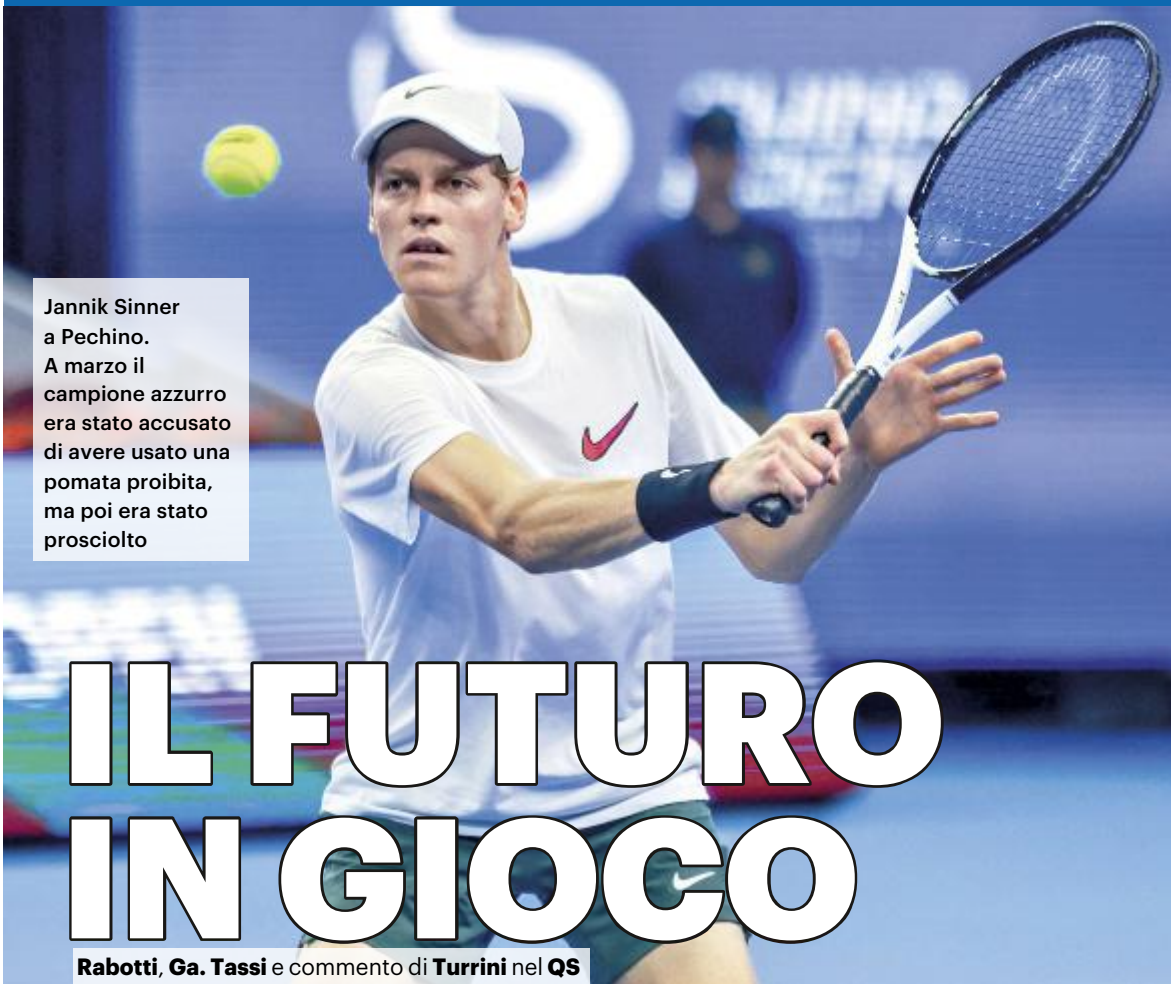 Jannik Sinner
a Pechino.
A marzo il
campione azzurro
era stato accusato
di avere usato una
pomata proibita,
ma poi era stato
prosciolto
IL FUTURO
IN GIOCO
Rabotti, Ga. Tassi e commento di Turrini nel QS